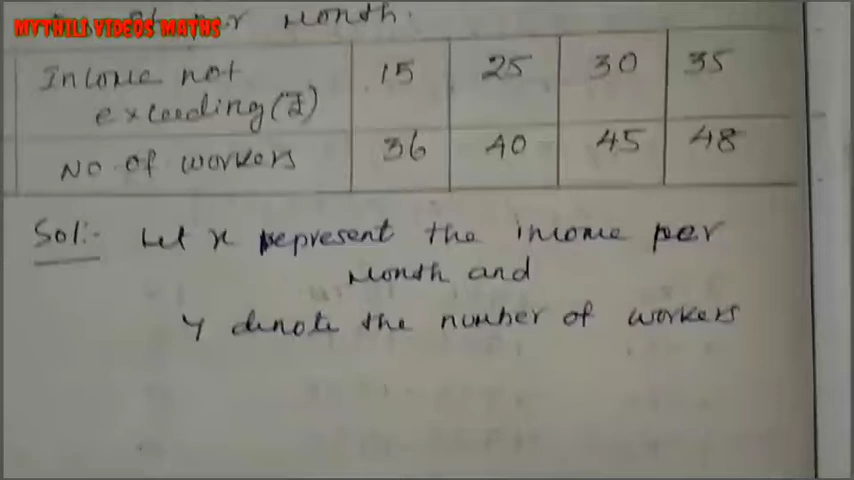 MYTHILI VIDEOS MATHS
per month.
Income not 15 25 30 35
exceeding (₹)
No of workers 36 40 45 48
Sol:- Let x represent the income per
month and
Y denote the number of workers